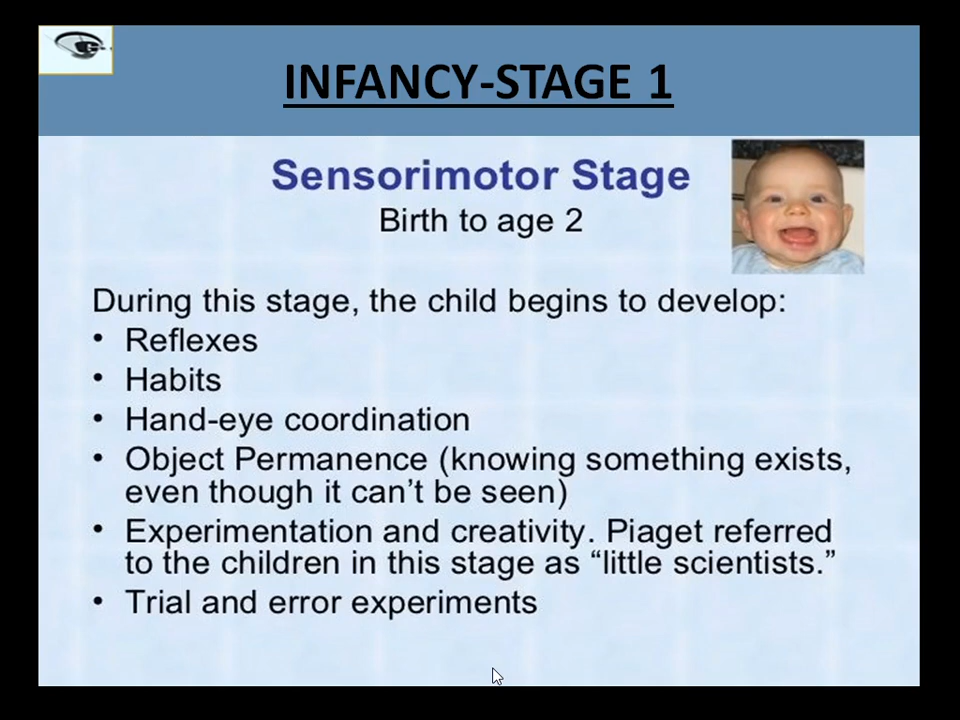 INFANCY-STAGE 1
Sensorimotor Stage
Birth to age 2
During this stage, the child begins to develop:
• Reflexes
• Habits
• Hand-eye coordination
• Object Permanence (knowing something exists,
even though it can't be seen)
• Experimentation and creativity. Piaget referred
to the children in this stage as “little scientists.”
• Trial and error experiments